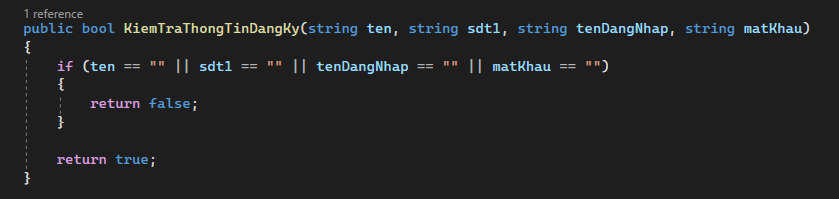 1 reference
public bool KiemTraThongTinDangKy(string ten, string sdt1, string tenDangNhap, string matKhau)
{
    if (ten == "" || sdt1 == "" || tenDangNhap == "" || matKhau == "")
    {
        return false;
    }
    return true;
}